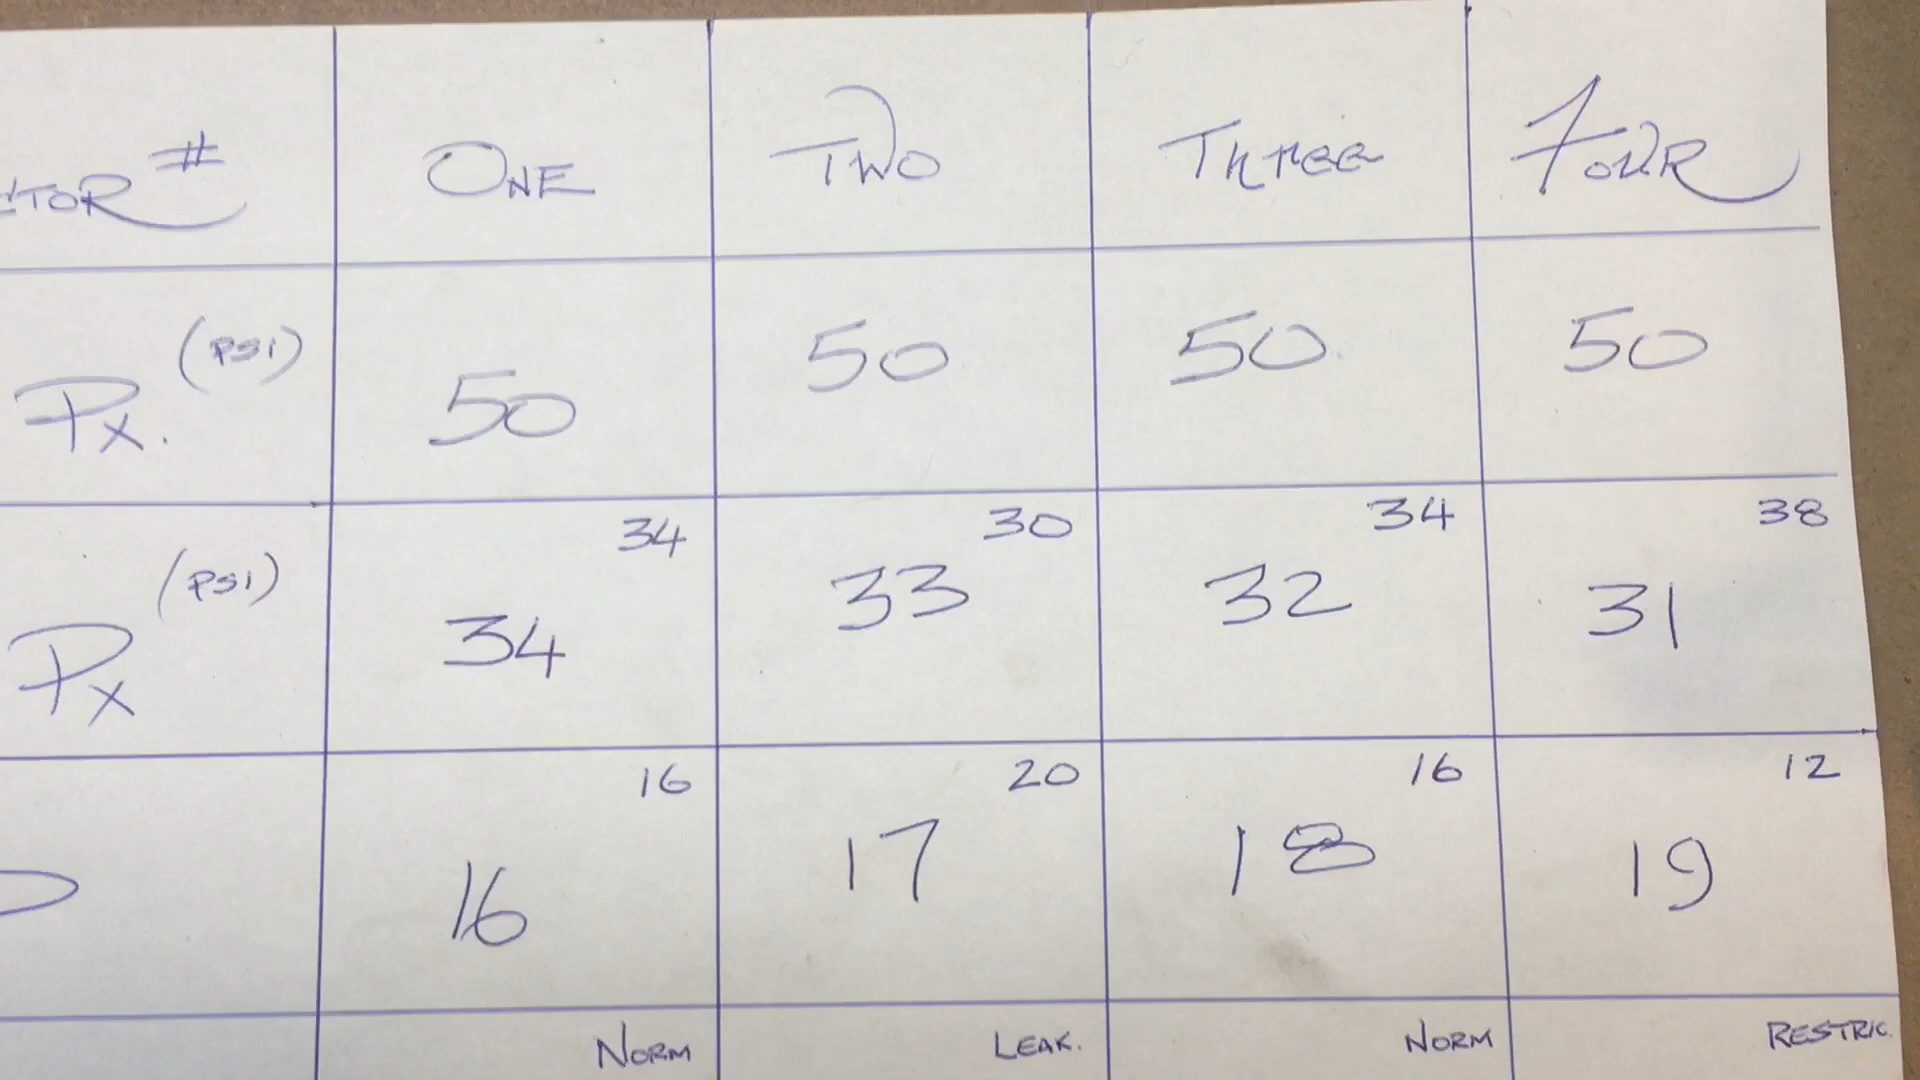 # ONE TWO THREE FOUR
(PSI) Px. 50 50 50 50
34 30 34 38
(PSI) Px 34 33 32 31
16 20 16 12
16 17 18 19
NORM LEAK. NORM RESTRIC.